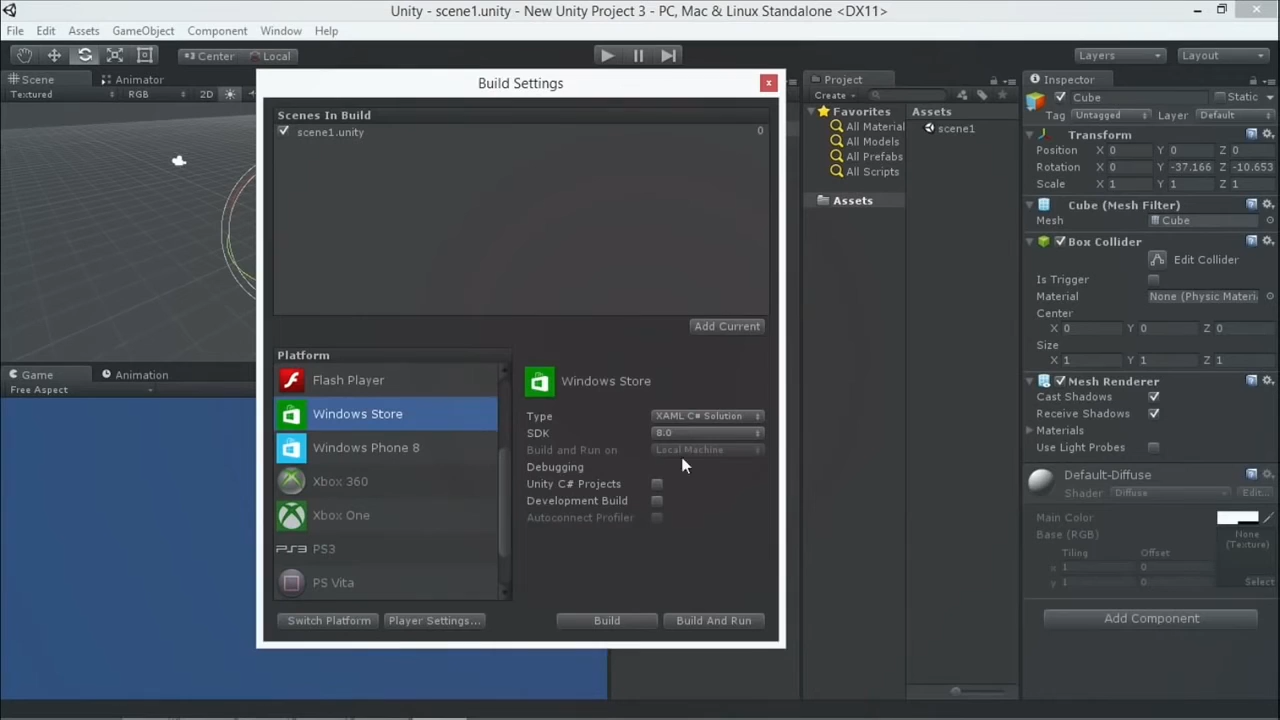 Unity - scene1.unity - New Unity Project 3 - PC, Mac & Linux Standalone <DX11>
File Edit Assets GameObject Component Window Help
Center Local Layers Layout
Scene Animator
Textured RGB 2D
Game Animation
Free Aspect
Build Settings
Scenes In Build
scene1.unity 0
Add Current
Platform
Flash Player
Windows Store
Windows Phone 8
Xbox 360
Xbox One
PS3 PS3
PS Vita
Windows Store
Type XAML C# Solution
SDK 8.0
Build and Run on Local Machine
Debugging
Unity C# Projects
Development Build
Autoconnect Profiler
Switch Platform Player Settings... Build Build And Run
Project
Create
Favorites
All Material
All Models
All Prefabs
All Scripts
Assets
Assets
scene1
Inspector
Cube Static
Tag Untagged Layer Default
Transform
Position X 0 Y 0 Z 0
Rotation X 0 Y -37.166 Z -10.653
Scale X 1 Y 1 Z 1
Cube (Mesh Filter)
Mesh Cube
Box Collider
Edit Collider
Is Trigger
Material None (Physic Materi
Center
X 0 Y 0 Z 0
Size
X 1 Y 1 Z 1
Mesh Renderer
Cast Shadows
Receive Shadows
Materials
Use Light Probes
Default-Diffuse
Shader Diffuse Edit...
Main Color
Base (RGB)
None
(Texture)
Tiling Offset
x 1 0
y 1 0
Select
Add Component